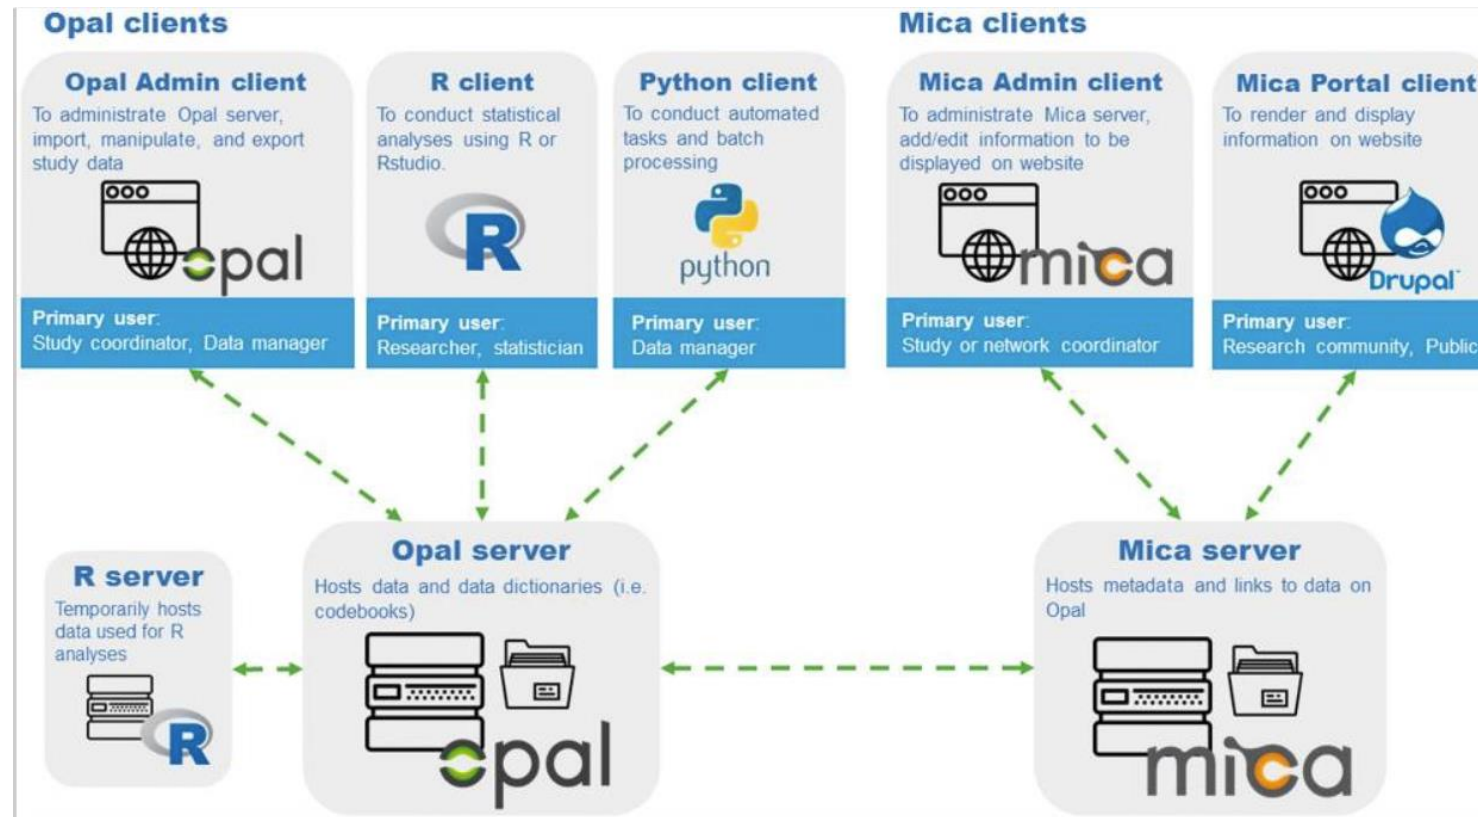 Opal clients
Mica clients
Opal Admin client
To administrate Opal server,
import, manipulate, and export
study data
opal
Primary user:
Study coordinator, Data manager
R client
To conduct statistical
analyses using R or
Rstudio.
R
Primary user:
Researcher, statistician
Python client
To conduct automated
tasks and batch
processing
python
Primary user:
Data manager
Mica Admin client
To administrate Mica server,
add/edit information to be
displayed on website
mica
Primary user:
Study or network coordinator
Mica Portal client
To render and display
information on website
Drupal
Primary user:
Research community, Public
R server
Temporarily hosts
data used for R
analyses
R
Opal server
Hosts data and data dictionaries (i.e.
codebooks)
opal
Mica server
Hosts metadata and links to data on
Opal
mica